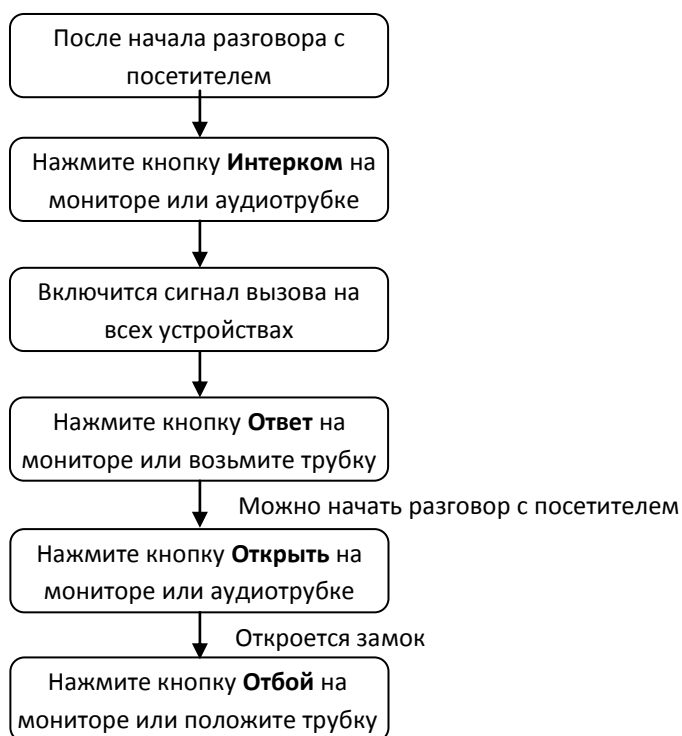 После начала разговора с
посетителем
Нажмите кнопку Интерком на
мониторе или аудиотрубке
Включится сигнал вызова на
всех устройствах
Нажмите кнопку Ответ на
мониторе или возьмите трубку
Можно начать разговор с посетителем
Нажмите кнопку Открыть на
мониторе или аудиотрубке
Откроется замок
Нажмите кнопку Отбой на
мониторе или положите трубку